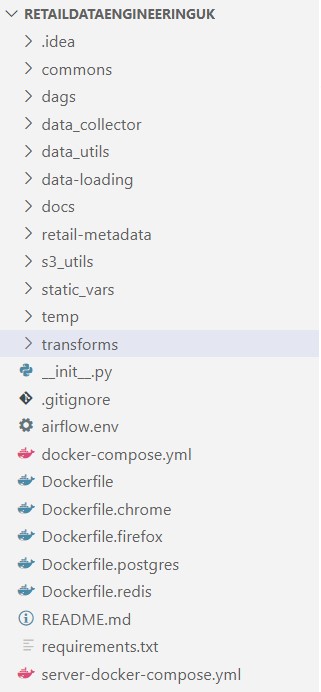 RETAILDATAENGINEERINGUK
.idea
commons
dags
data_collector
data_utils
data-loading
docs
retail-metadata
s3_utils
static_vars
temp
transforms
__init__.py
.gitignore
airflow.env
docker-compose.yml
Dockerfile
Dockerfile.chrome
Dockerfile.firefox
Dockerfile.postgres
Dockerfile.redis
README.md
requirements.txt
server-docker-compose.yml